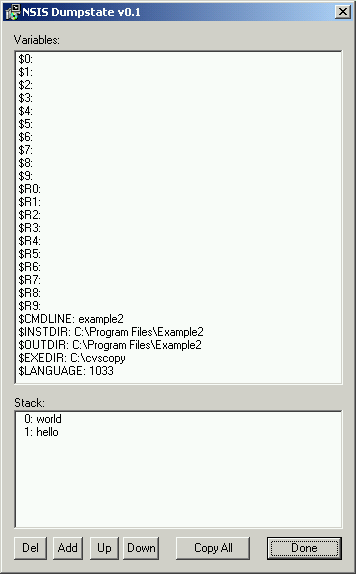 NSIS Dumpstate v0.1
Variables:
$0:
$1:
$2:
$3:
$4:
$5:
$6:
$7:
$8:
$9:
$R0:
$R1:
$R2:
$R3:
$R4:
$R5:
$R6:
$R7:
$R8:
$R9:
$CMDLINE: example2
$INSTDIR: C:\Program Files\Example2
$OUTDIR: C:\Program Files\Example2
$EXEDIR: C:\cvscopy
$LANGUAGE: 1033
Stack:
0: world
1: hello
Del Add Up Down Copy All Done